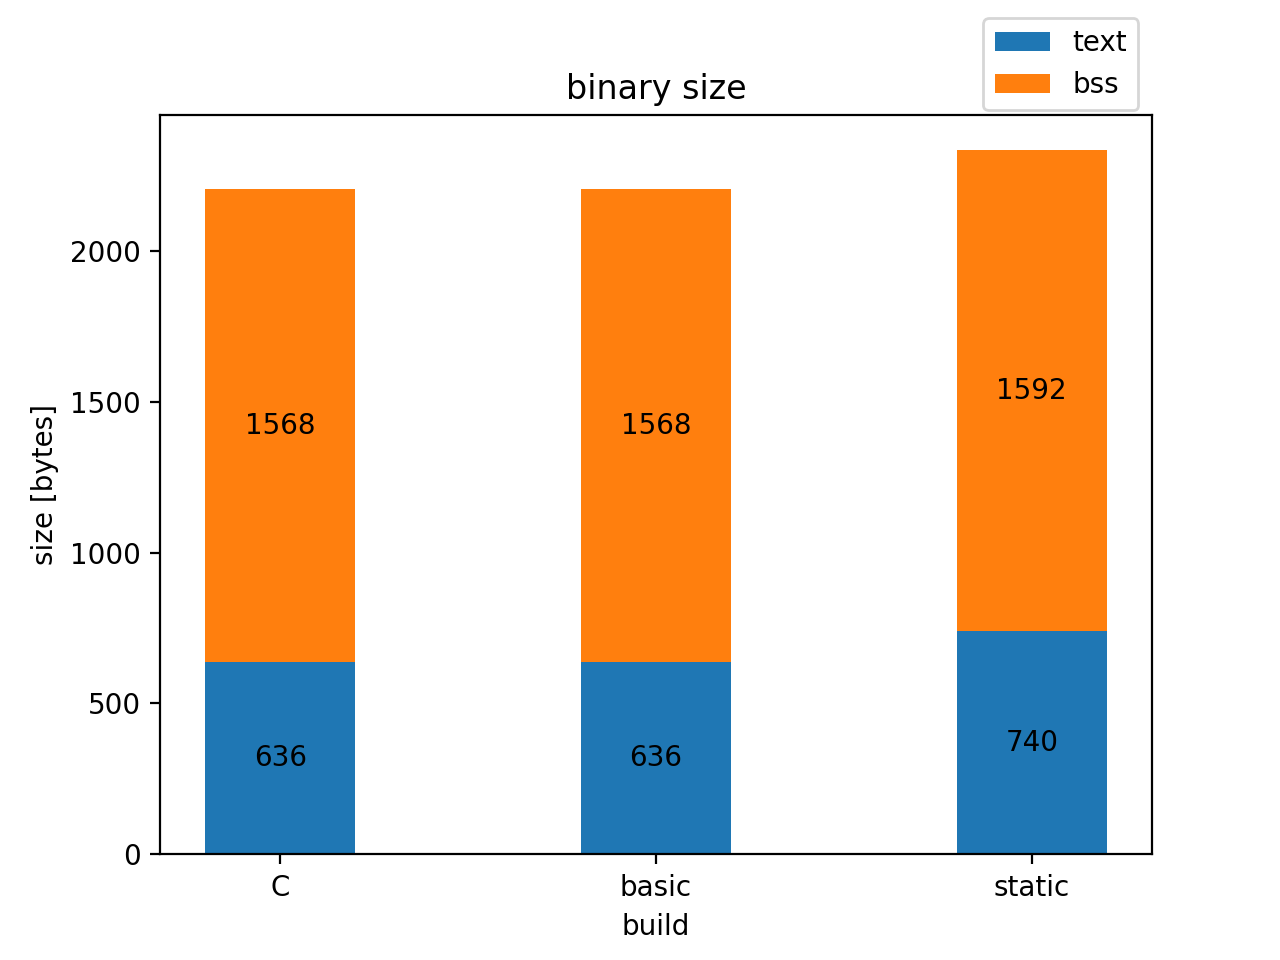 text
bss
binary size
2000
1500
1000
500
0
size [bytes]
1568
1568
1592
636
636
740
C
basic
static
build